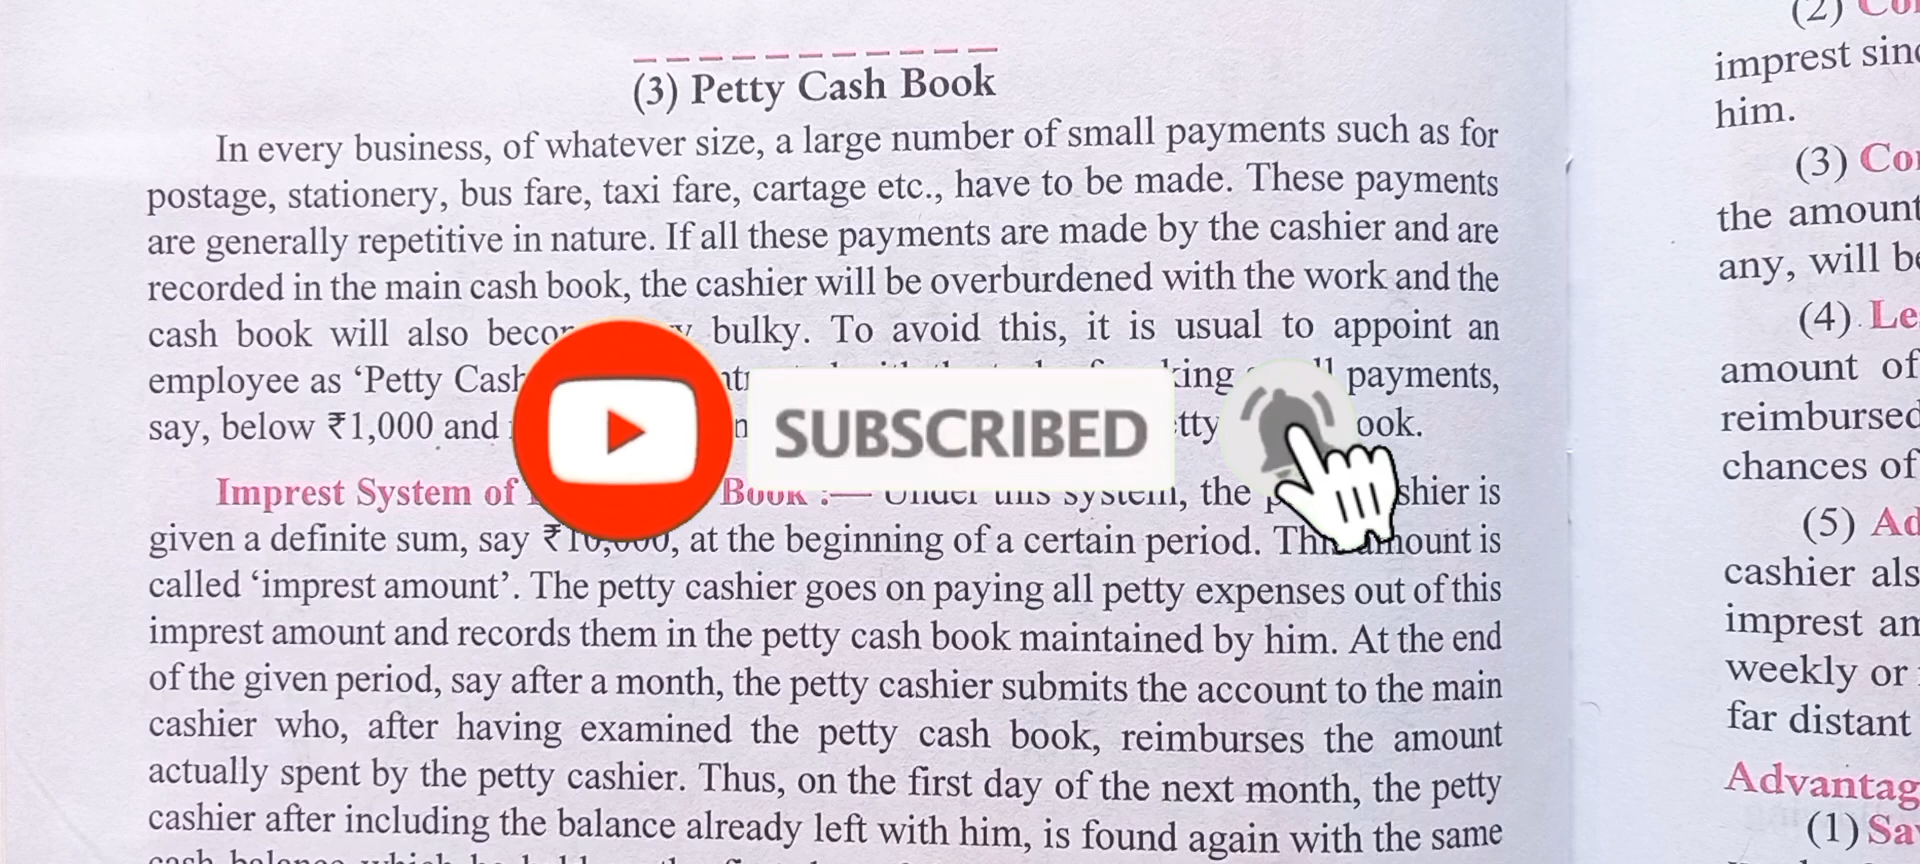 (3) Petty Cash Book
In every business, of whatever size, a large number of small payments such as for
postage, stationery, bus fare, taxi fare, cartage etc., have to be made. These payments
are generally repetitive in nature. If all these payments are made by the cashier and are
recorded in the main cash book, the cashier will be overburdened with the work and the
cash book will also bulky. To avoid this, it is usual to appoint an
employee as ‘Petty payments,
say, below ₹1,000 and
SUBSCRIBED
Imprest System of Book :— Under this system, the is
given a definite sum, say ₹10,000, at the beginning of a certain period. This amount is
called ‘imprest amount’. The petty cashier goes on paying all petty expenses out of this
imprest amount and records them in the petty cash book maintained by him. At the end
of the given period, say after a month, the petty cashier submits the account to the main
cashier who, after having examined the petty cash book, reimburses the amount
actually spent by the petty cashier. Thus, on the first day of the next month, the petty
cashier after including the balance already left with him, is found again with the same
(2)
imprest
him.
(3)
the amount
any, will
(4)
amount of
reimbursed
chances of
(5)
cashier
imprest
weekly or
far distant
(1)